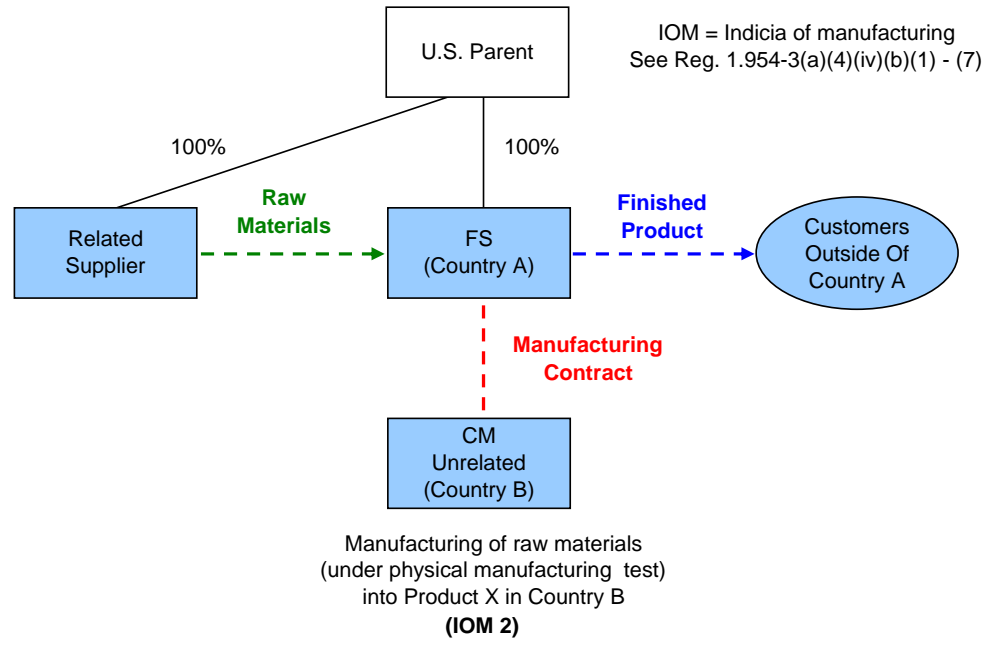 U.S. Parent
IOM = Indicia of manufacturing
See Reg. 1.954-3(a)(4)(iv)(b)(1) - (7)
100%
100%
Related
Supplier
Raw
Materials
FS
(Country A)
Finished
Product
Customers
Outside Of
Country A
Manufacturing
Contract
CM
Unrelated
(Country B)
Manufacturing of raw materials
(under physical manufacturing test)
into Product X in Country B
(IOM 2)